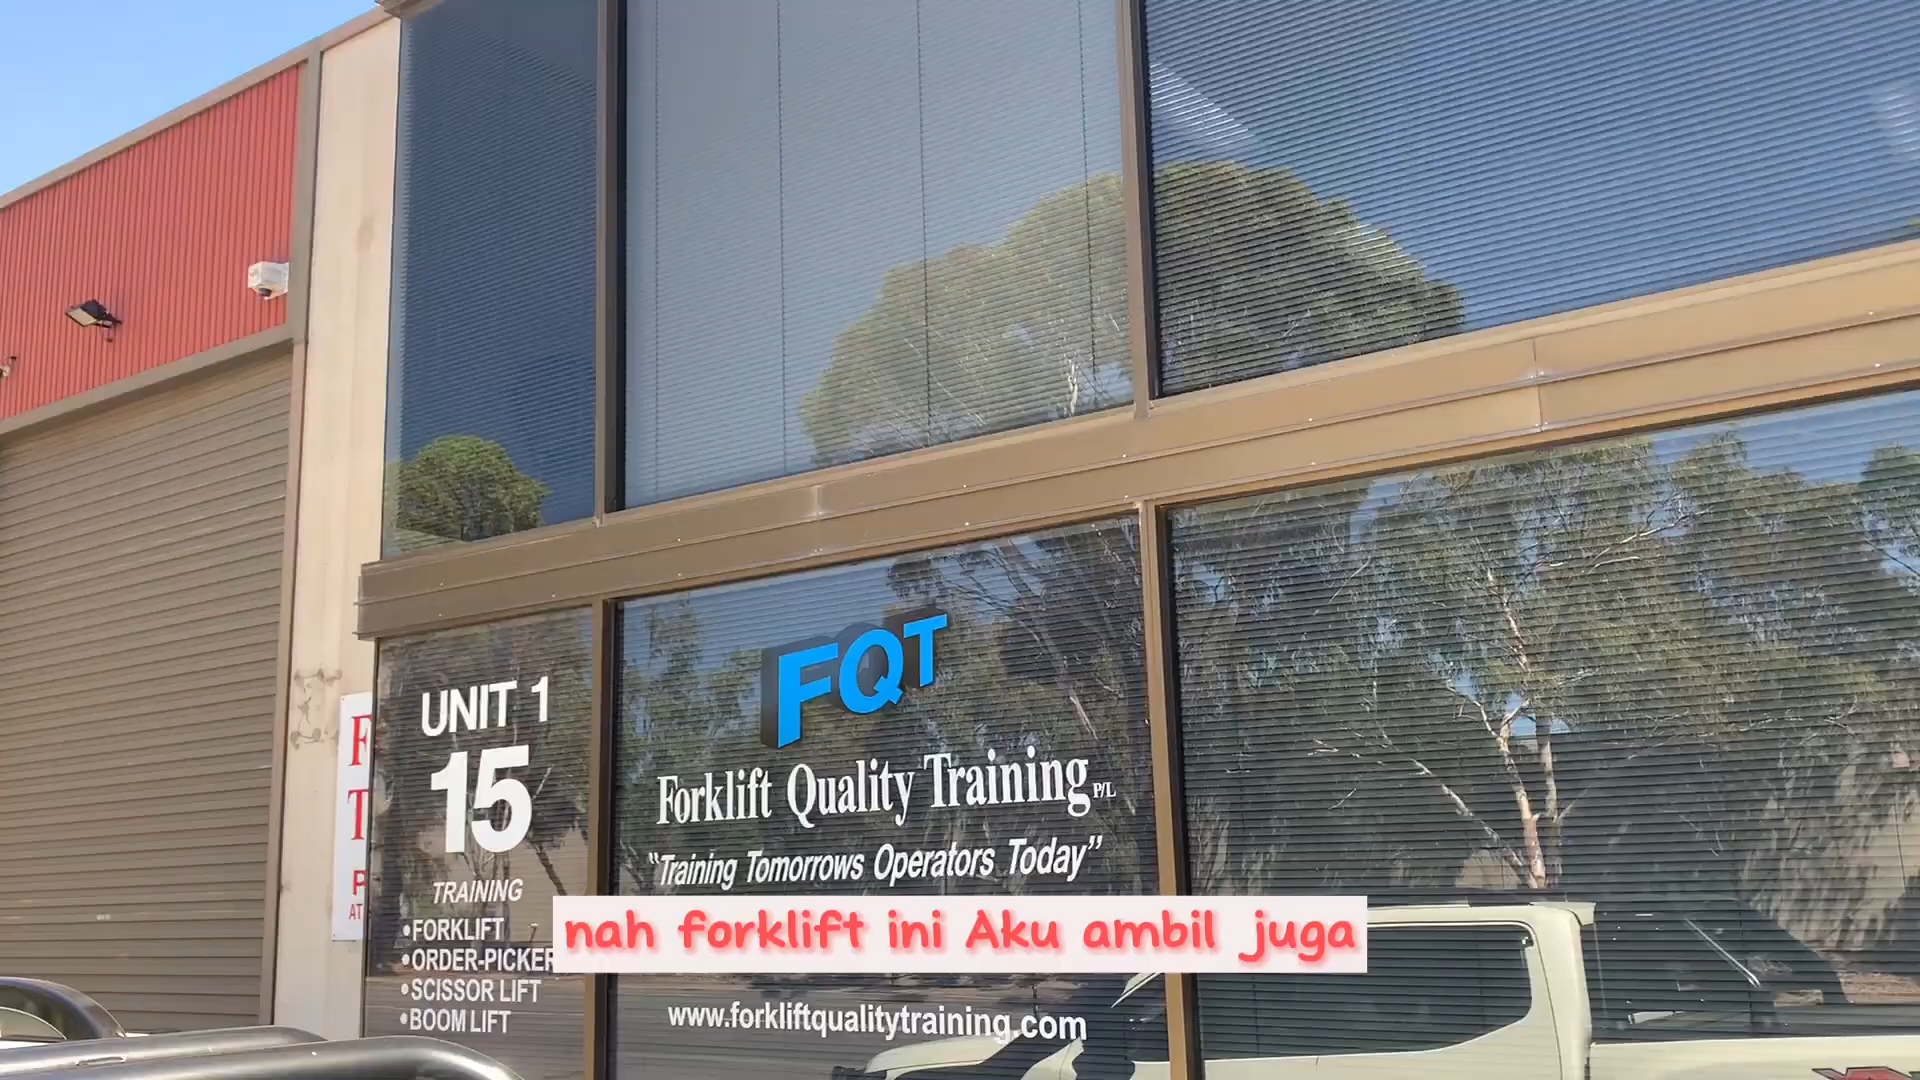 UNIT 1
15
TRAINING
•FORKLIFT
•ORDER-PICKER
•SCISSOR LIFT
•BOOM LIFT
F
T
P
AT
FQT
Forklift Quality Training P/L
"Training Tomorrows Operators Today"
nah forklift ini Aku ambil juga
www.forkliftqualitytraining.com